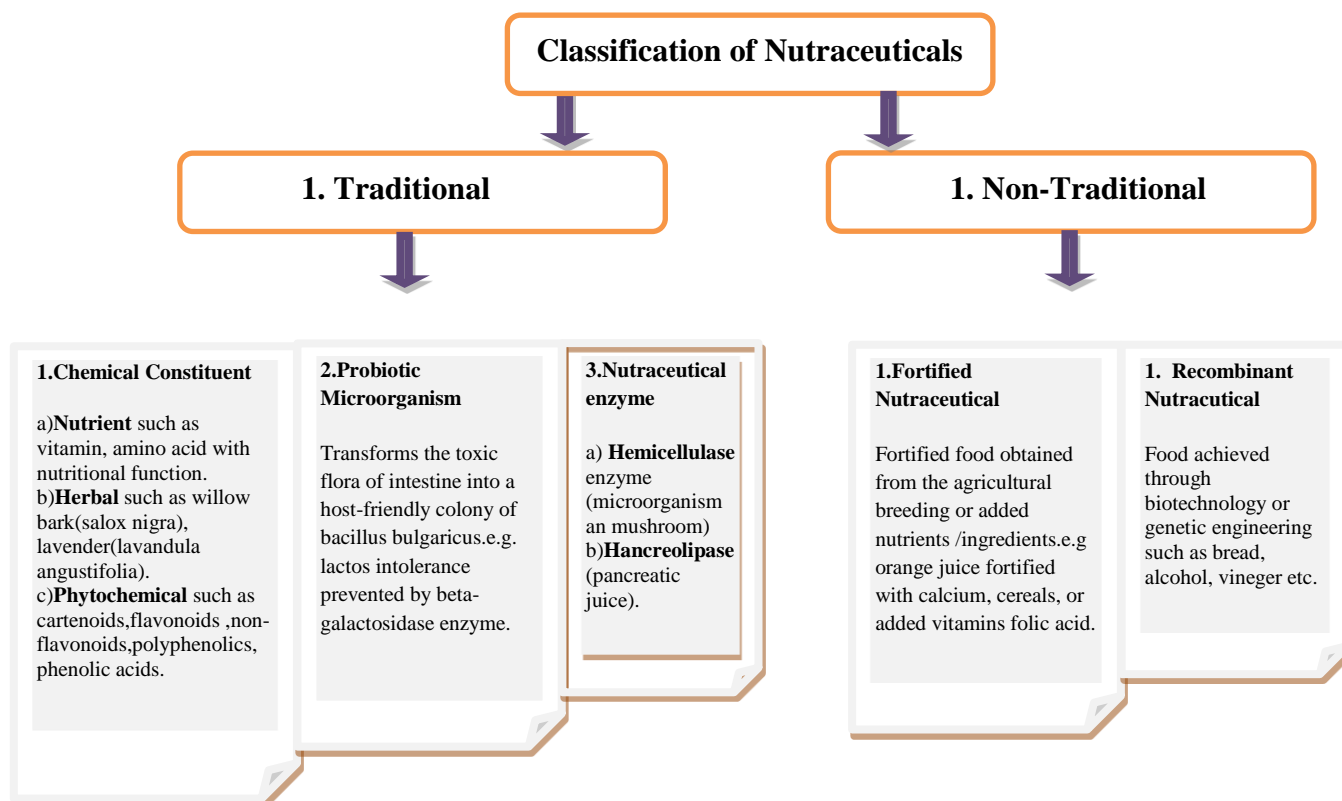 Classification of Nutraceuticals
1. Traditional
1. Non-Traditional
1.Chemical Constituent
a)Nutrient such as
vitamin, amino acid with
nutritional function.
b)Herbal such as willow
bark(salox nigra),
lavender(lavandula
angustifolia).
c)Phytochemical such as
cartenoids,flavonoids ,non-
flavonoids,polyphenolics,
phenolic acids.
2.Probiotic
Microorganism
Transforms the toxic
flora of intestine into a
host-friendly colony of
bacillus bulgaricus.e.g.
lactos intolerance
prevented by beta-
galactosidase enzyme.
3.Nutraceutical
enzyme
a) Hemicellulase
enzyme
(microorganism
an mushroom)
b)Hancreolipase
(pancreatic
juice).
1.Fortified
Nutraceutical
Fortified food obtained
from the agricultural
breeding or added
nutrients /ingredients.e.g
orange juice fortified
with calcium, cereals, or
added vitamins folic acid.
1. Recombinant
Nutracutical
Food achieved
through
biotechnology or
genetic engineering
such as bread,
alcohol, vineger etc.